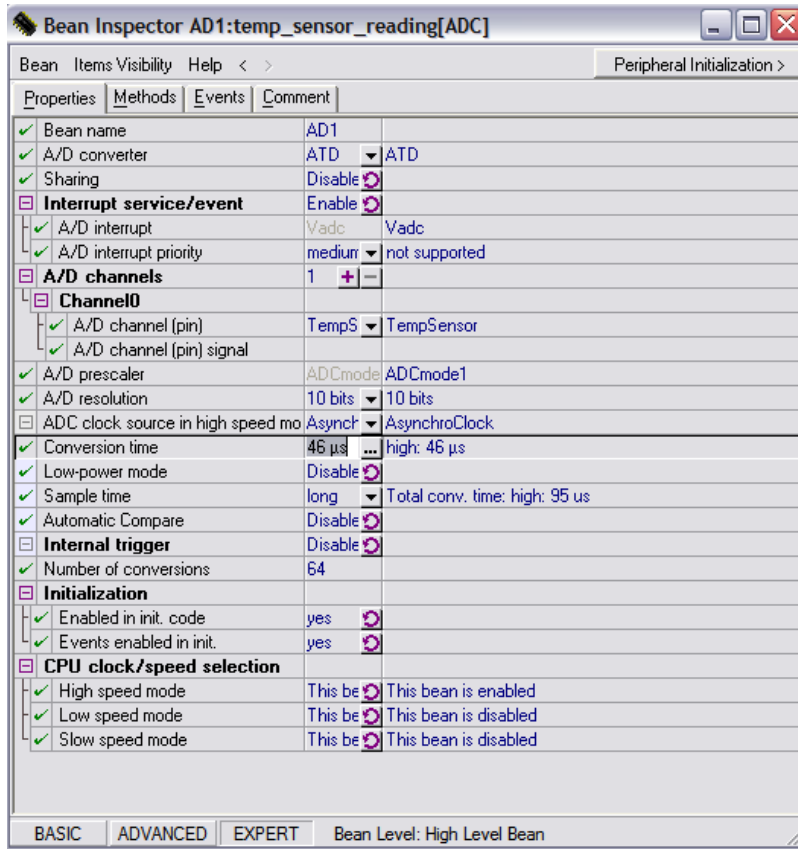 Bean Inspector AD1:temp_sensor_reading[ADC]
Bean Items Visibility Help < > Peripheral Initialization >
Properties Methods Events Comment
Bean name AD1
A/D converter ATD ATD
Sharing Disable
Interrupt service/event Enable
A/D interrupt Vadc Vadc
A/D interrupt priority medium not supported
A/D channels 1 + -
Channel0
A/D channel (pin) TempS TempSensor
A/D channel (pin) signal
A/D prescaler ADCmode ADCmode1
A/D resolution 10 bits 10 bits
ADC clock source in high speed mo Asynch AsynchroClock
Conversion time 46 µs ... high: 46 µs
Low-power mode Disable
Sample time long Total conv. time: high: 95 us
Automatic Compare Disable
Internal trigger Disable
Number of conversions 64
Initialization
Enabled in init. code yes
Events enabled in init. yes
CPU clock/speed selection
High speed mode This be This bean is enabled
Low speed mode This be This bean is disabled
Slow speed mode This be This bean is disabled
BASIC ADVANCED EXPERT Bean Level: High Level Bean